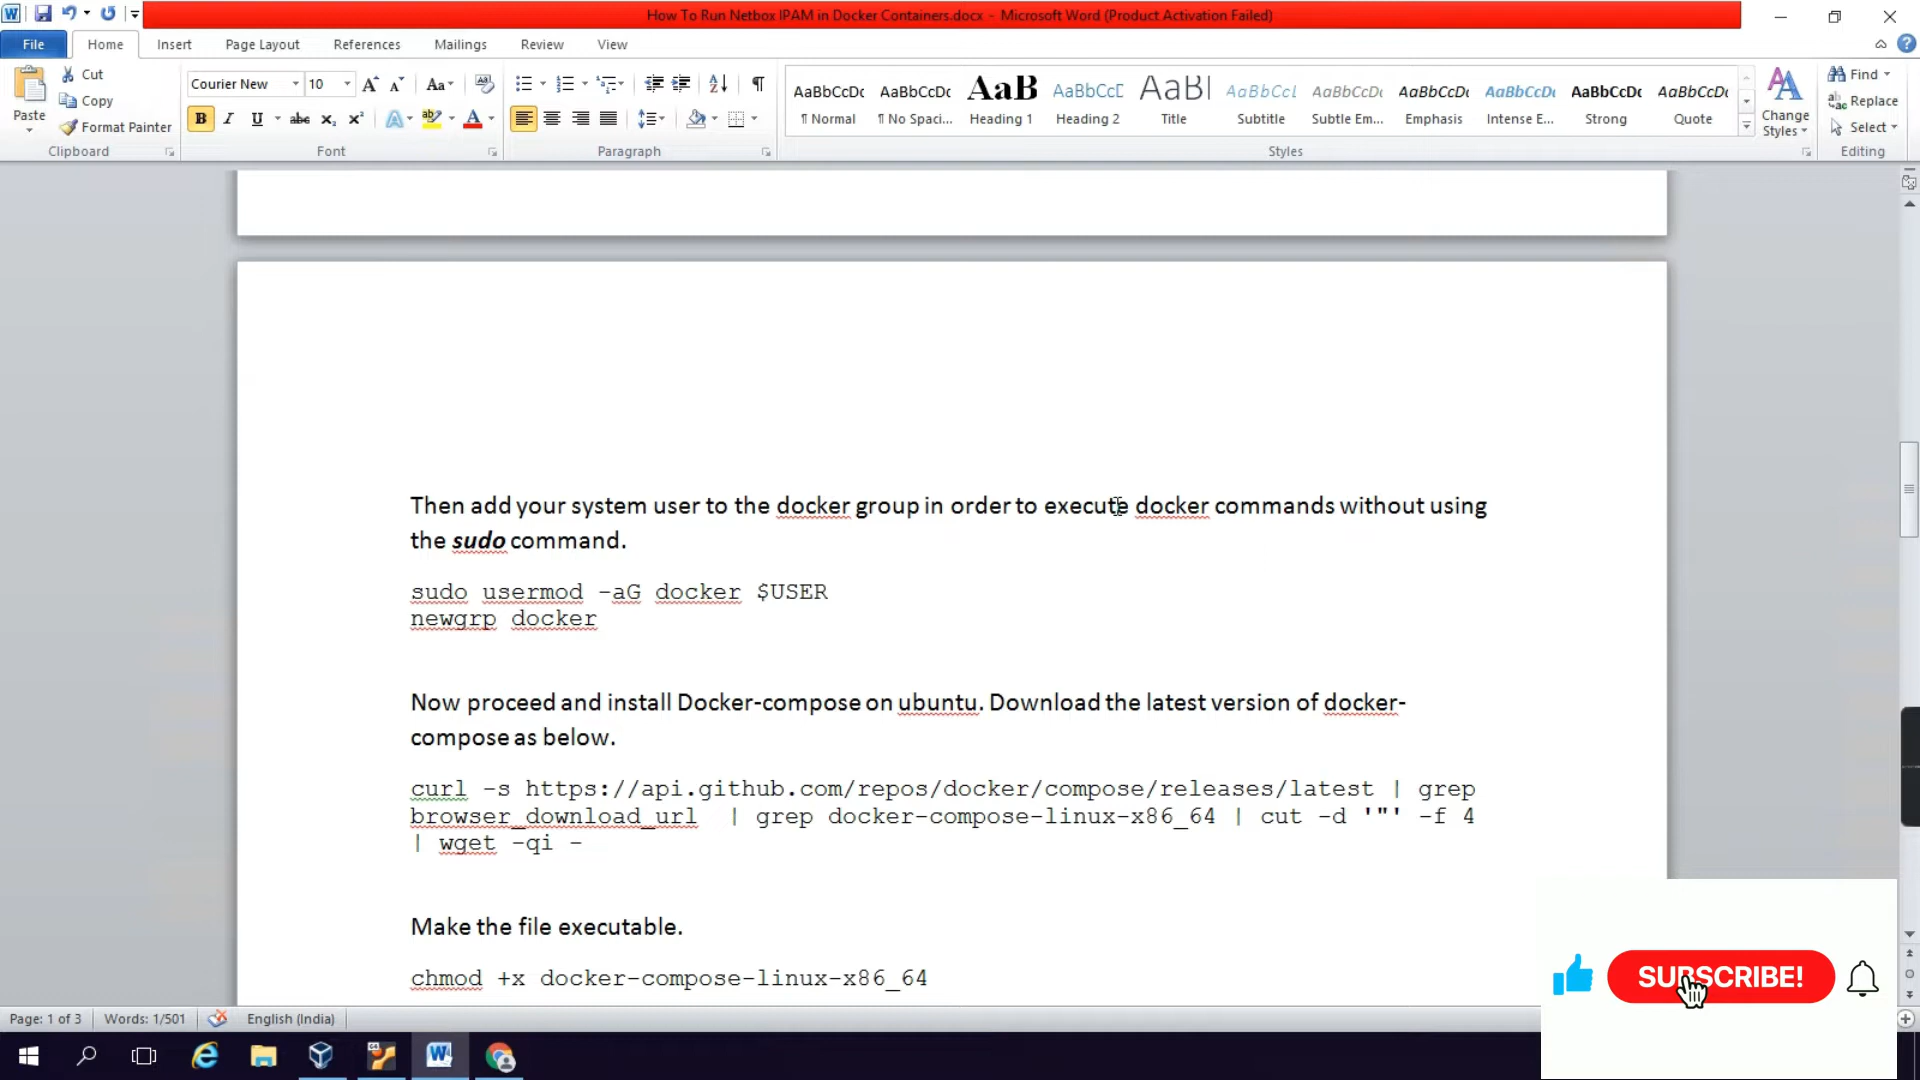 How To Run Netbox IPAM in Docker Containers.docx - Microsoft Word (Product Activation Failed)
File Home Insert Page Layout References Mailings Review View
Paste
Cut
Copy
Format Painter
Clipboard
Courier New 10
Font
Paragraph
AaBbCcDc AaBbCcDc AaB AaBbCcD AaBl AaBbCcL AaBbCcDc AaBbCcDc AaBbCcDc AaBbCcDc AaBbCcDc
¶ Normal ¶ No Spaci... Heading 1 Heading 2 Title Subtitle Subtle Em... Emphasis Intense E... Strong Quote
Styles
Change Styles
Find
Replace
Select
Editing
Then add your system user to the docker group in order to execute docker commands without using
the sudo command.
sudo usermod -aG docker $USER
newgrp docker
Now proceed and install Docker-compose on ubuntu. Download the latest version of docker-
compose as below.
curl -s https://api.github.com/repos/docker/compose/releases/latest | grep
browser_download_url  | grep docker-compose-linux-x86_64 | cut -d '"' -f 4
| wget -qi -
Make the file executable.
chmod +x docker-compose-linux-x86_64
SUBSCRIBE!
Page: 1 of 3 Words: 1/501 English (India)